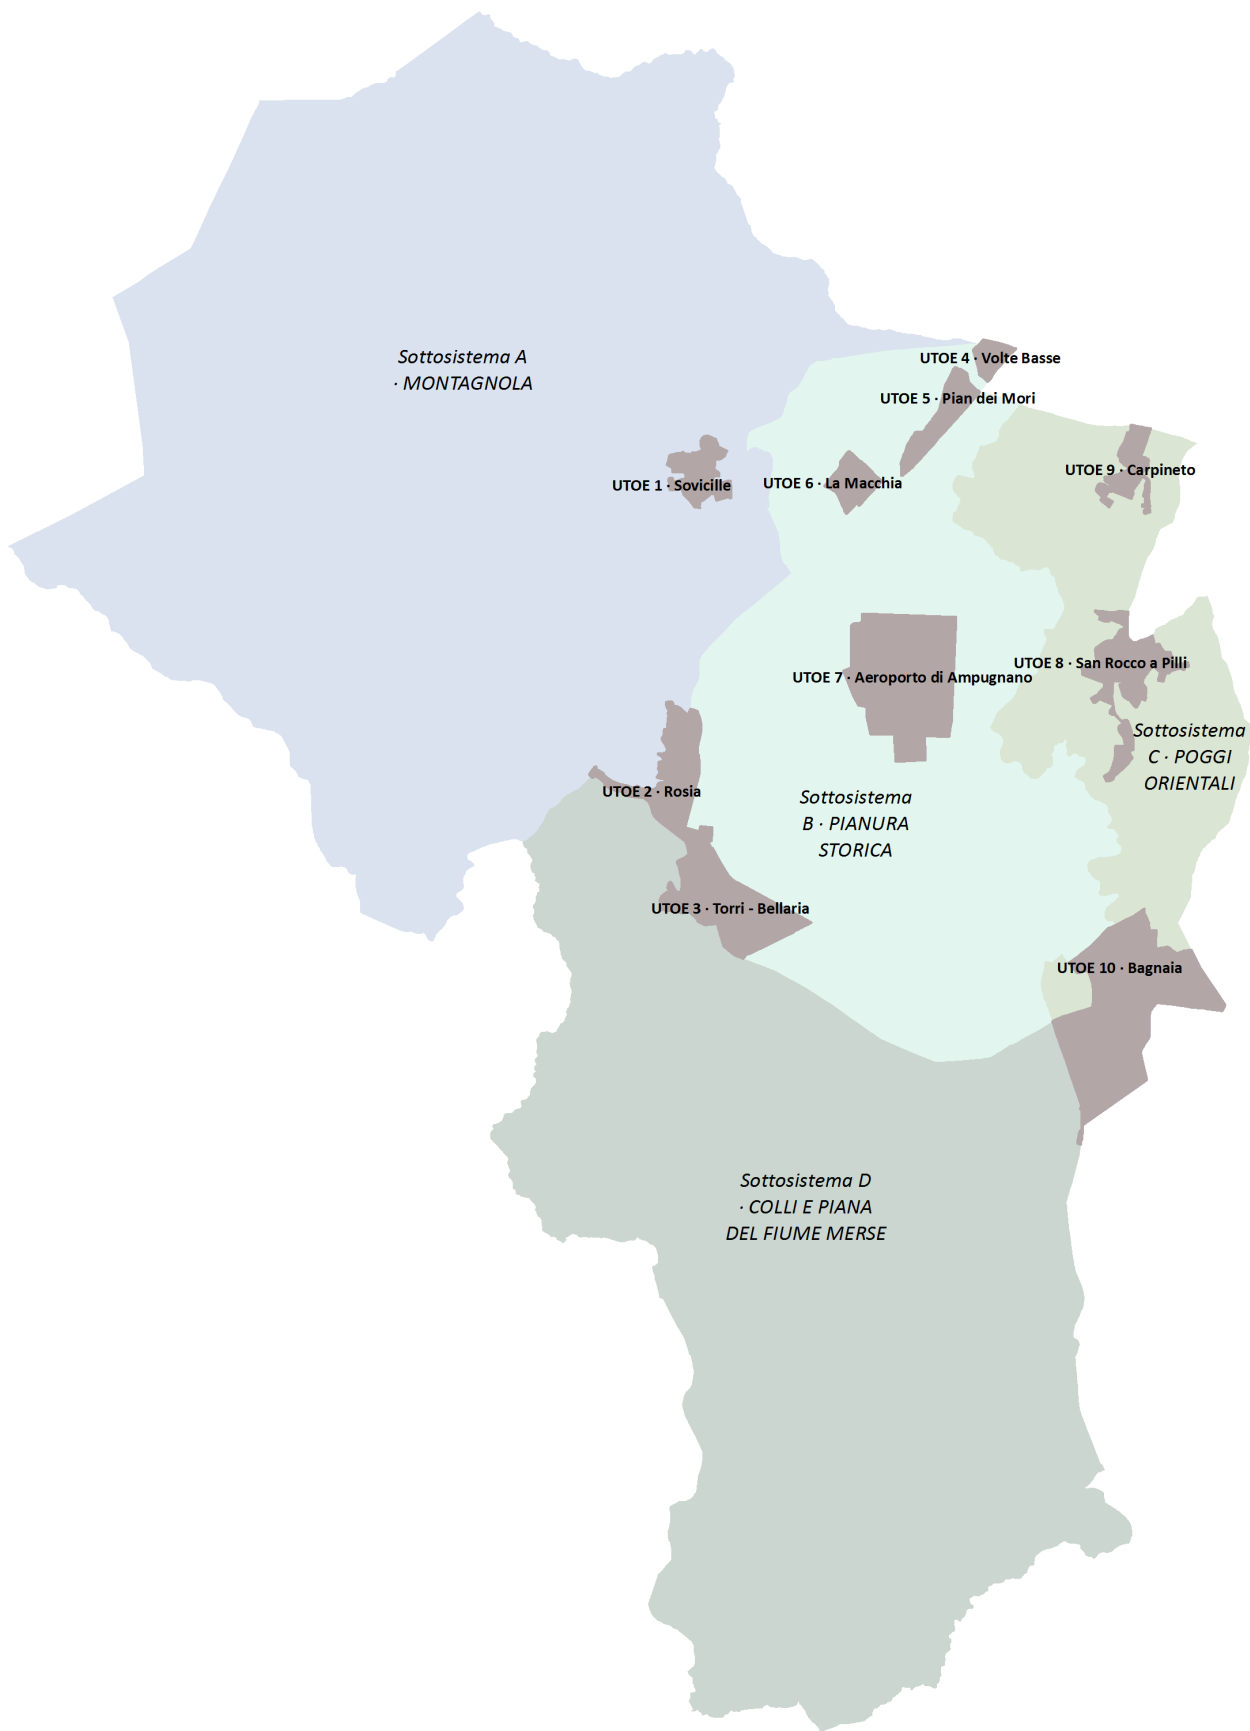 Sottosistema A
· MONTAGNOLA
UTOE 4 · Volte Basse
UTOE 5 · Pian dei Mori
UTOE 9 · Carpineto
UTOE 1 · Sovicille
UTOE 6 · La Macchia
UTOE 8 · San Rocco a Pilli
UTOE 7 · Aeroporto di Ampugnano
Sottosistema
C · POGGI
ORIENTALI
UTOE 2 · Rosia
Sottosistema
B · PIANURA
STORICA
UTOE 3 · Torri - Bellaria
UTOE 10 · Bagnaia
Sottosistema D
· COLLI E PIANA
DEL FIUME MERSE